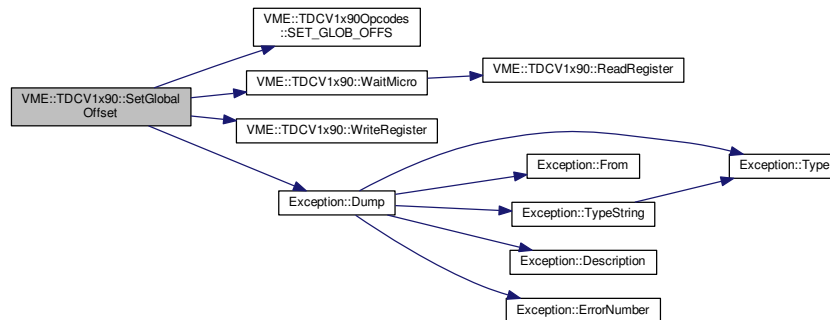 VME::TDCV1x90Opcodes
::SET_GLOB_OFFS
VME::TDCV1x90::WaitMicro
VME::TDCV1x90::ReadRegister
VME::TDCV1x90::SetGlobal
Offset
VME::TDCV1x90::WriteRegister
Exception::From
Exception::Type
Exception::Dump
Exception::TypeString
Exception::Description
Exception::ErrorNumber